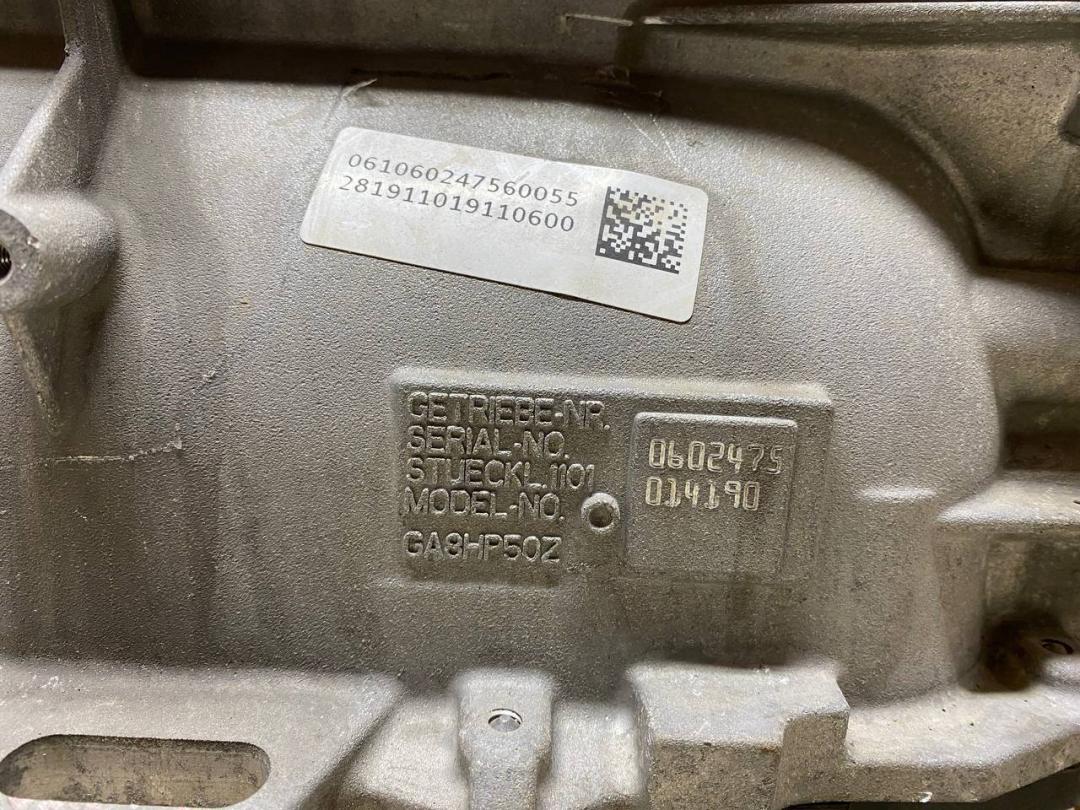 061060247560055
281911019110600
GETRIEBE-NR.
SERIAL-NO.
STUECKL.1101
MODEL-NO.
GA8HP50Z
0602475
014190